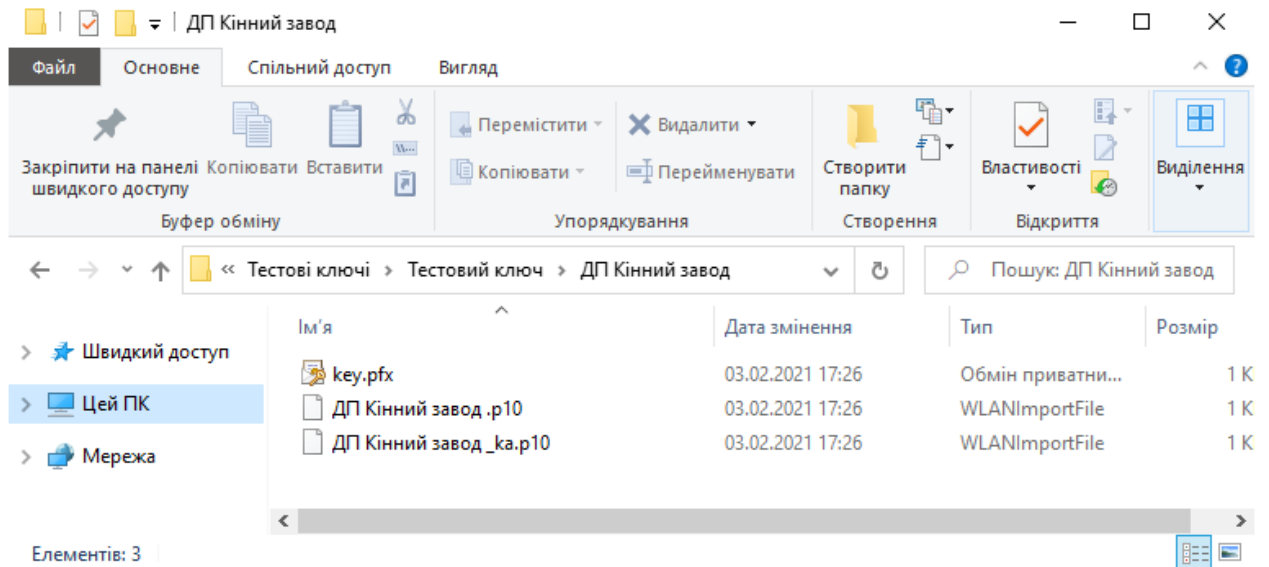 ДП Кінний завод
Файл Основне Спільний доступ Вигляд
Закріпити на панелі швидкого доступу
Копіювати
Вставити
Буфер обміну
Перемістити
Копіювати
Видалити
Перейменувати
Упорядкування
Створити папку
Створення
Властивості
Відкриття
Виділення
« Тестові ключі › Тестовий ключ › ДП Кінний завод
Пошук: ДП Кінний завод
Швидкий доступ
Цей ПК
Мережа
Ім'я Дата змінення Тип Розмір
key.pfx 03.02.2021 17:26 Обмін приватни... 1 K
ДП Кінний завод .p10 03.02.2021 17:26 WLANImportFile 1 K
ДП Кінний завод _ka.p10 03.02.2021 17:26 WLANImportFile 1 K
Елементів: 3